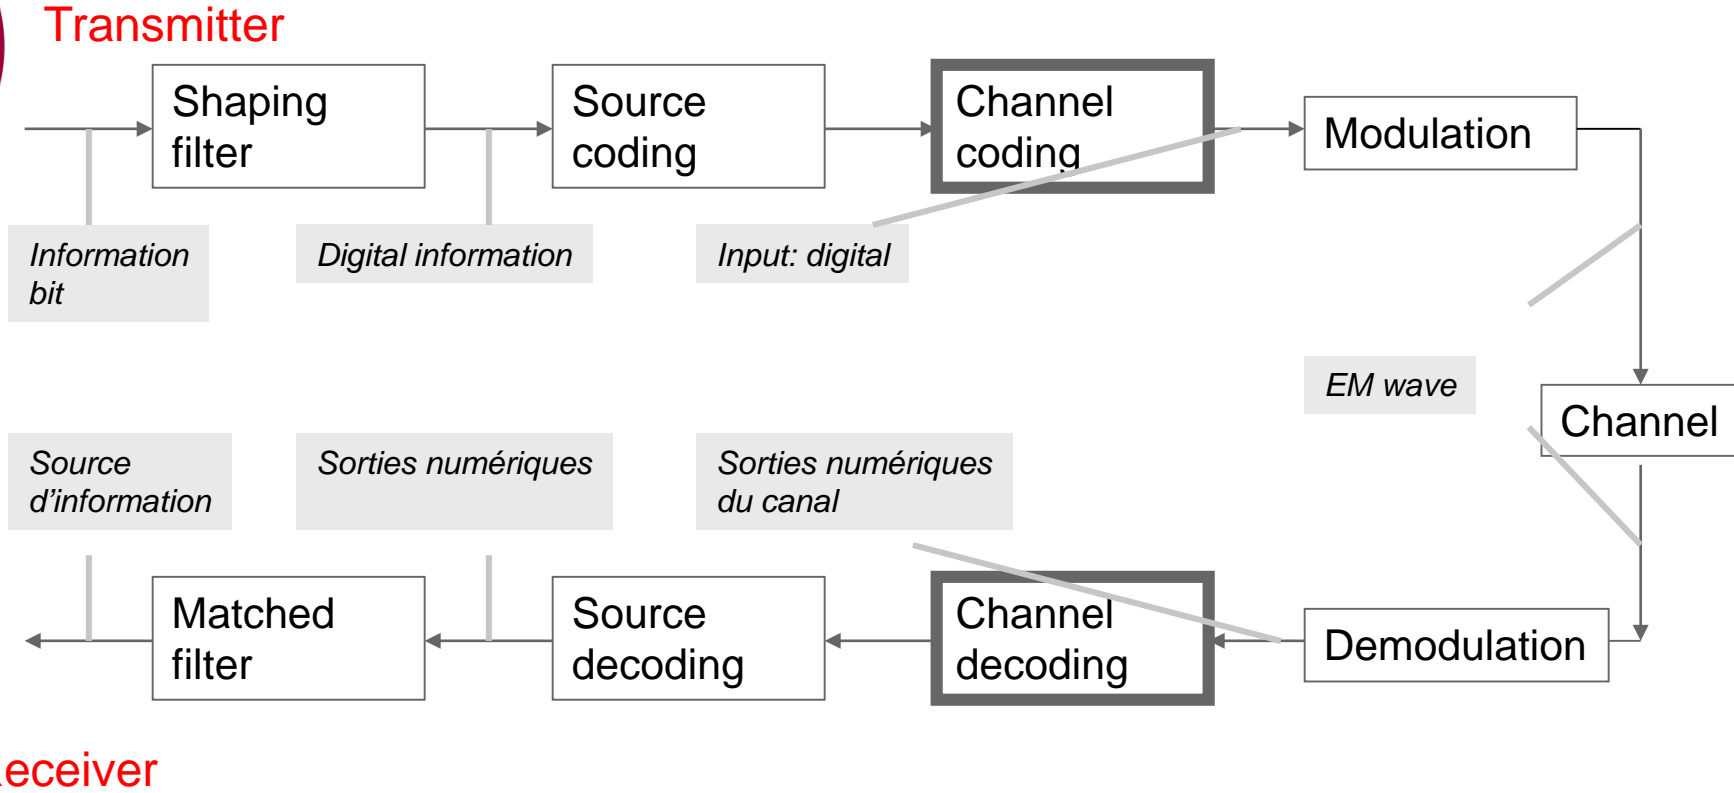 Transmitter
Shaping
filter
Source
coding
Channel
coding
Modulation
Information
bit
Digital information
Input: digital
EM wave
Channel
Source
d’information
Sorties numériques
Sorties numériques
du canal
Matched
filter
Source
decoding
Channel
decoding
Demodulation
eceiver